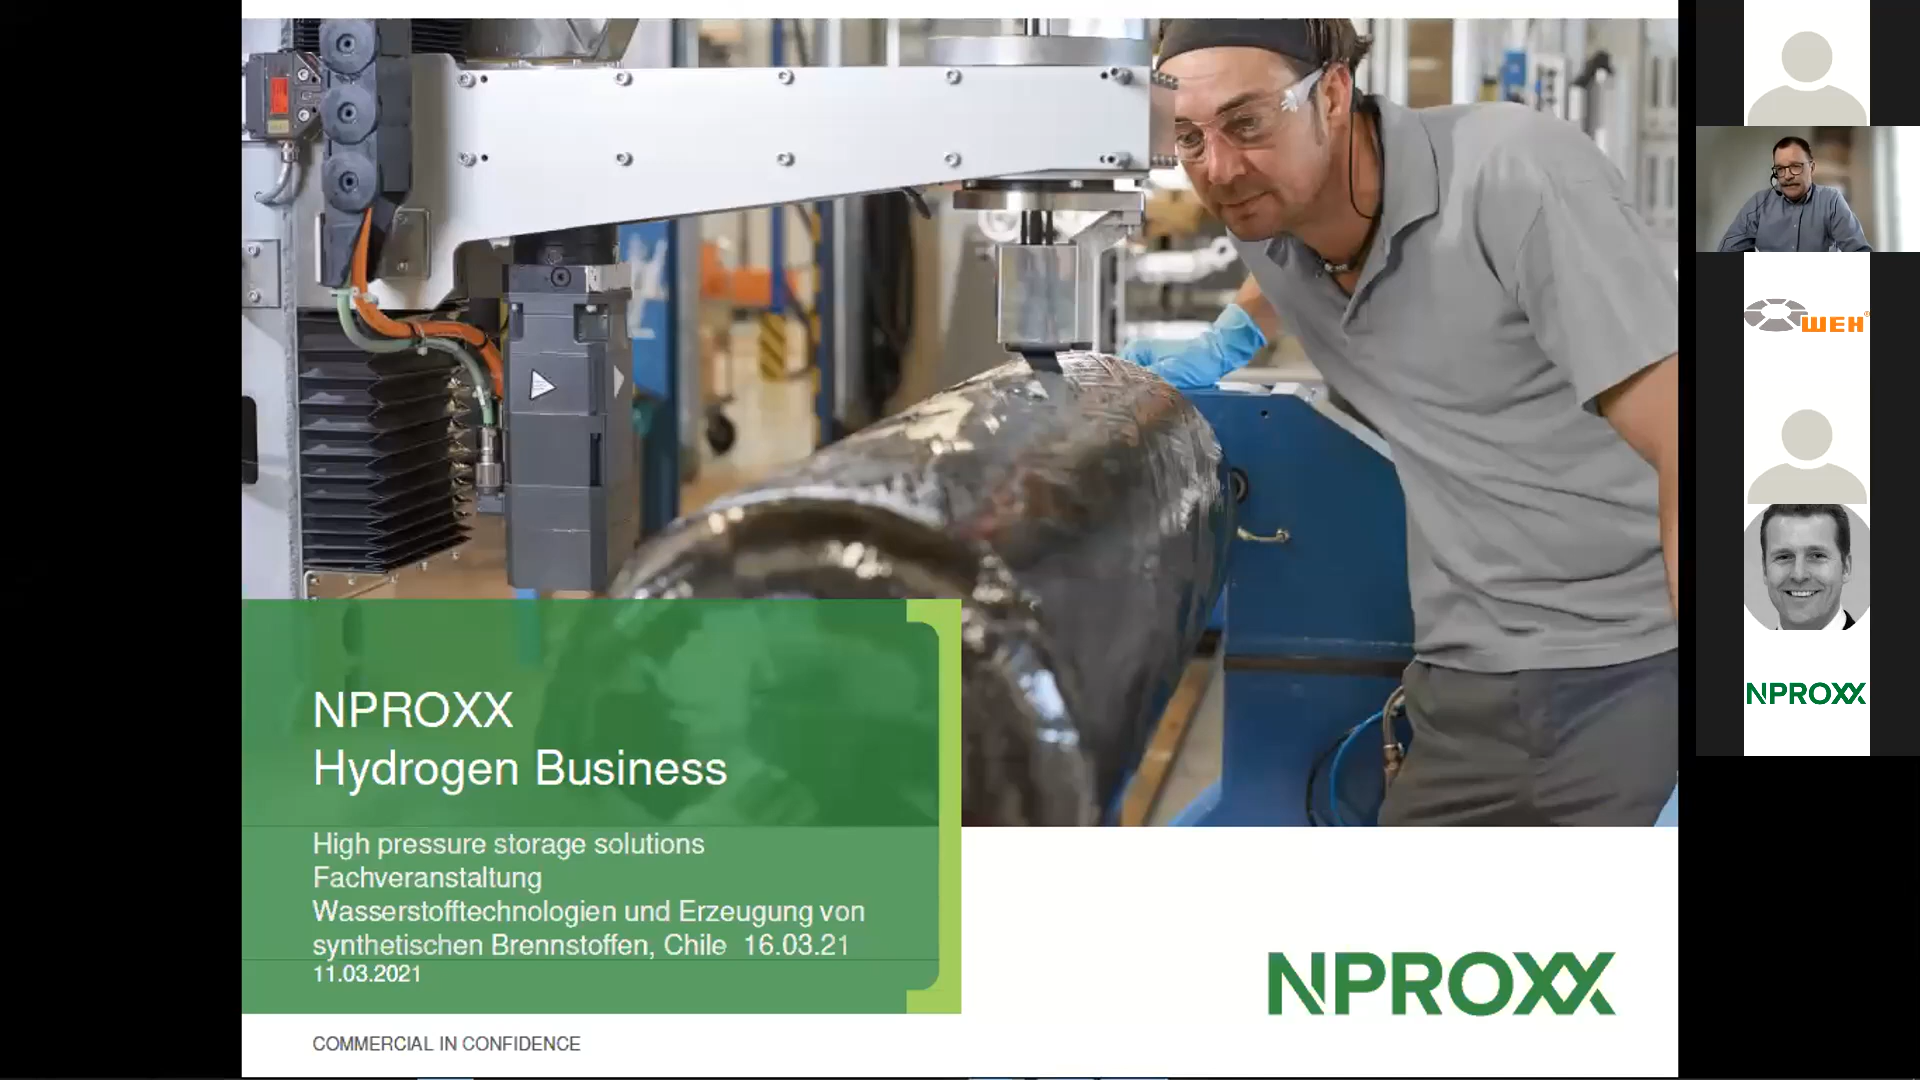 NPROXX
Hydrogen Business
High pressure storage solutions
Fachveranstaltung
Wasserstofftechnologien und Erzeugung von
synthetischen Brennstoffen, Chile 16.03.21
11.03.2021
COMMERCIAL IN CONFIDENCE
NPROXX
WEH®
NPROXX